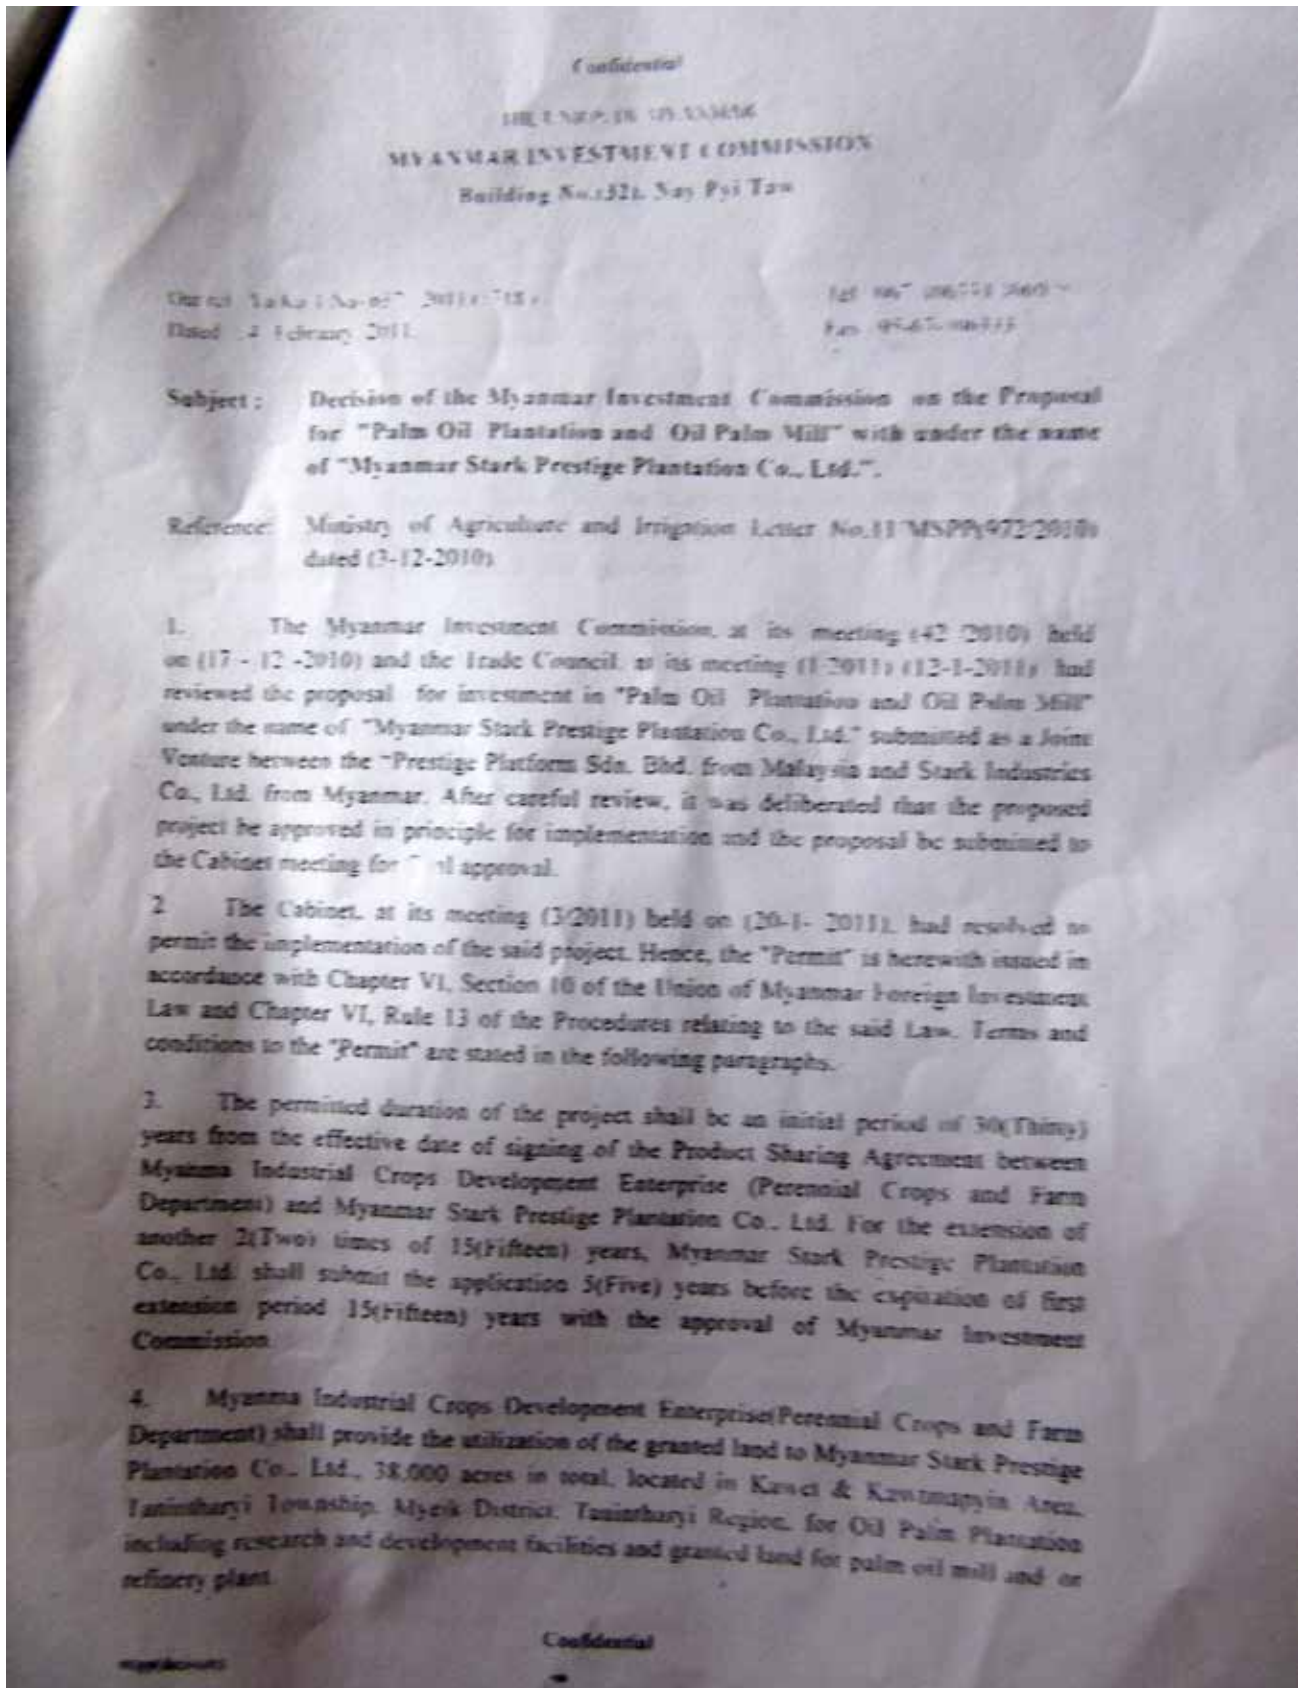 Confidential
MYANMAR INVESTMENT COMMISSION
Building No. Nay Pyi Taw
Dated February 2011
Subject : Decision of the Myanmar Investment Commission on the Proposal
for "Palm Oil Plantation and Oil Palm Mill" with under the name
of "Myanmar Stark Prestige Plantation Co., Ltd.".
Reference: Ministry of Agriculture and Irrigation Letter
dated (3-12-2010)
1. The Myanmar Investment Commission, at its meeting (42/2010) held
on (17 - 12 -2010) and the Trade Council, at its meeting (1/2011) (12-1-2011) had
reviewed the proposal for investment in "Palm Oil Plantation and Oil Palm Mill"
under the name of "Myanmar Stark Prestige Plantation Co., Ltd." submitted as a Joint
Venture between the "Prestige Platform Sdn. Bhd. from Malaysia and Stark Industries
Co., Ltd. from Myanmar. After careful review, it was deliberated that the proposed
project be approved in principle for implementation and the proposal be submitted to
the Cabinet meeting for approval.
2 The Cabinet, at its meeting (3/2011) held on (20-1- 2011), had resolved to
permit the implementation of the said project. Hence, the "Permit" is herewith issued in
accordance with Chapter VI, Section 10 of the Union of Myanmar Foreign Investment
Law and Chapter VI, Rule 13 of the Procedures relating to the said Law. Terms and
conditions to the "Permit" are stated in the following paragraphs.
3. The permitted duration of the project shall be an initial period of 30(Thirty)
years from the effective date of signing of the Product Sharing Agreement between
Myanma Industrial Crops Development Enterprise (Perennial Crops and Farm
Department) and Myanmar Stark Prestige Plantation Co., Ltd. For the extension of
another 2(Two) times of 15(Fifteen) years, Myanmar Stark Prestige Plantation
Co., Ltd. shall submit the application 5(Five) years before the expiration of first
extension period 15(Fifteen) years with the approval of Myanmar Investment
Commission.
4. Myanma Industrial Crops Development Enterprise(Perennial Crops and Farm
Department) shall provide the utilization of the granted land to Myanmar Stark Prestige
Plantation Co., Ltd., 38,000 acres in total, located in Kawet & Kawtmapyin Area,
Tanintharyi Township, Myeik District, Tanintharyi Region, for Oil Palm Plantation
including research and development facilities and granted land for palm oil mill and or
refinery plant.
Confidential